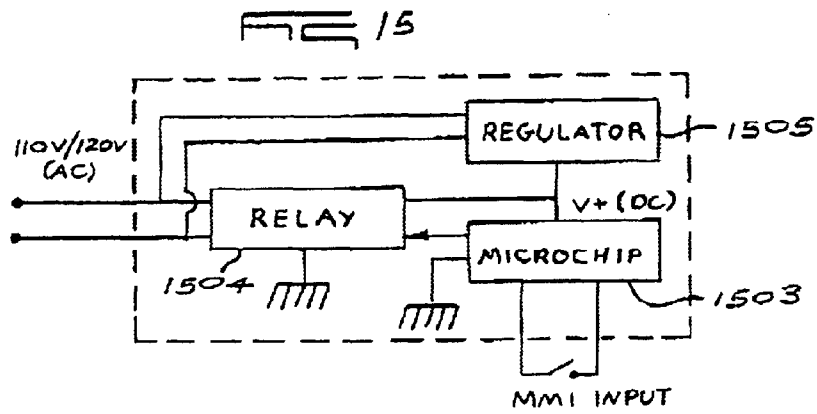 FIG 15
REGULATOR
1505
110V/120V
(AC)
RELAY
V+(DC)
1504
MICROCHIP
1503
MMI INPUT